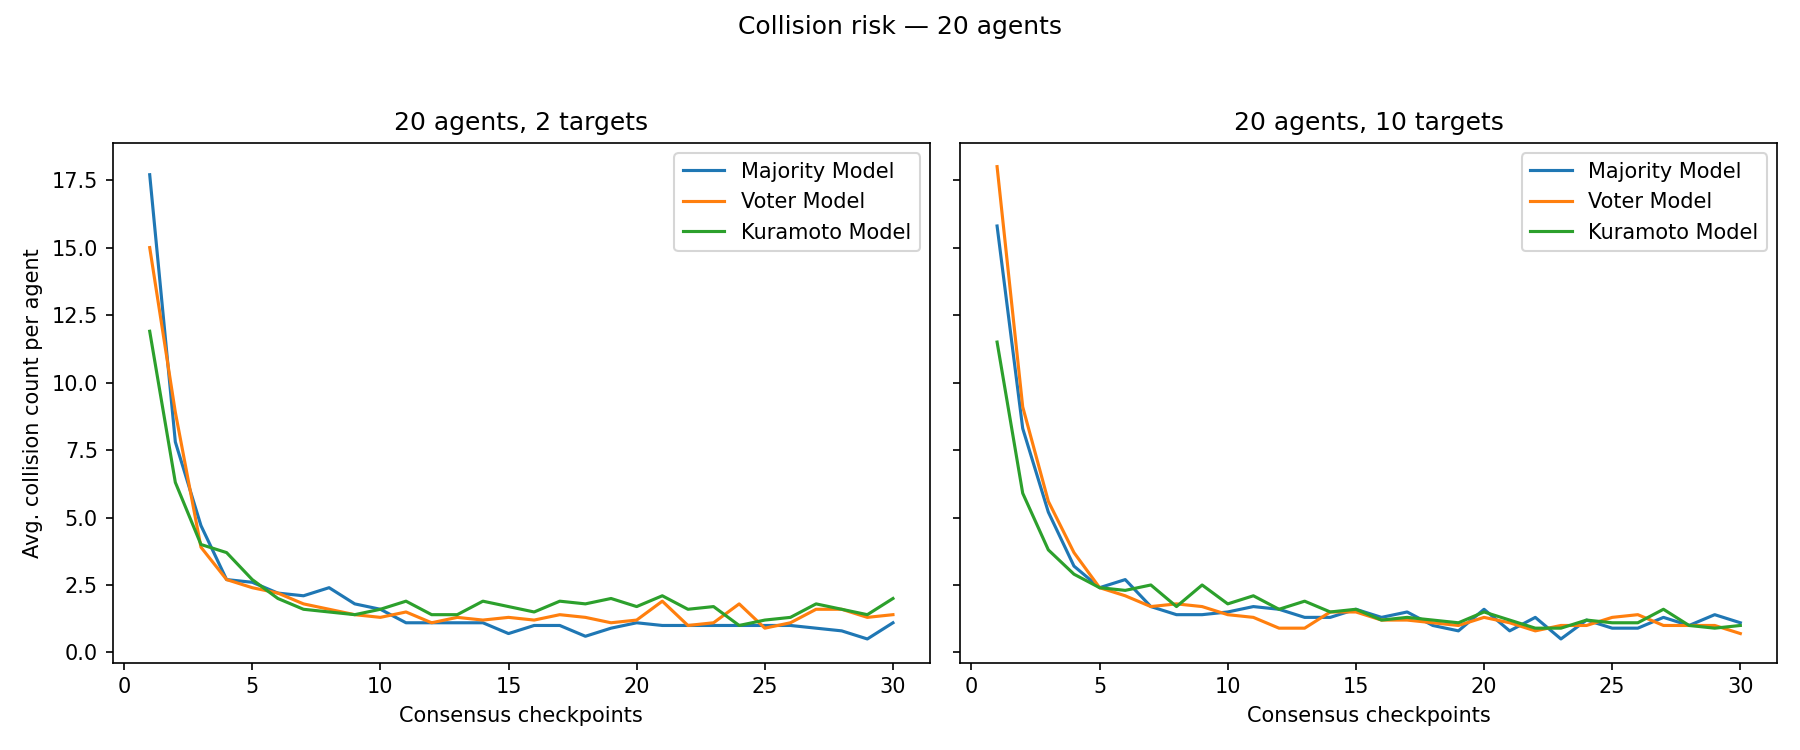 Collision risk — 20 agents
20 agents, 2 targets
Majority Model
Voter Model
Kuramoto Model
17.5
15.0
12.5
10.0
7.5
5.0
2.5
0.0
Avg. collision count per agent
0 5 10 15 20 25 30
Consensus checkpoints
20 agents, 10 targets
Majority Model
Voter Model
Kuramoto Model
0 5 10 15 20 25 30
Consensus checkpoints